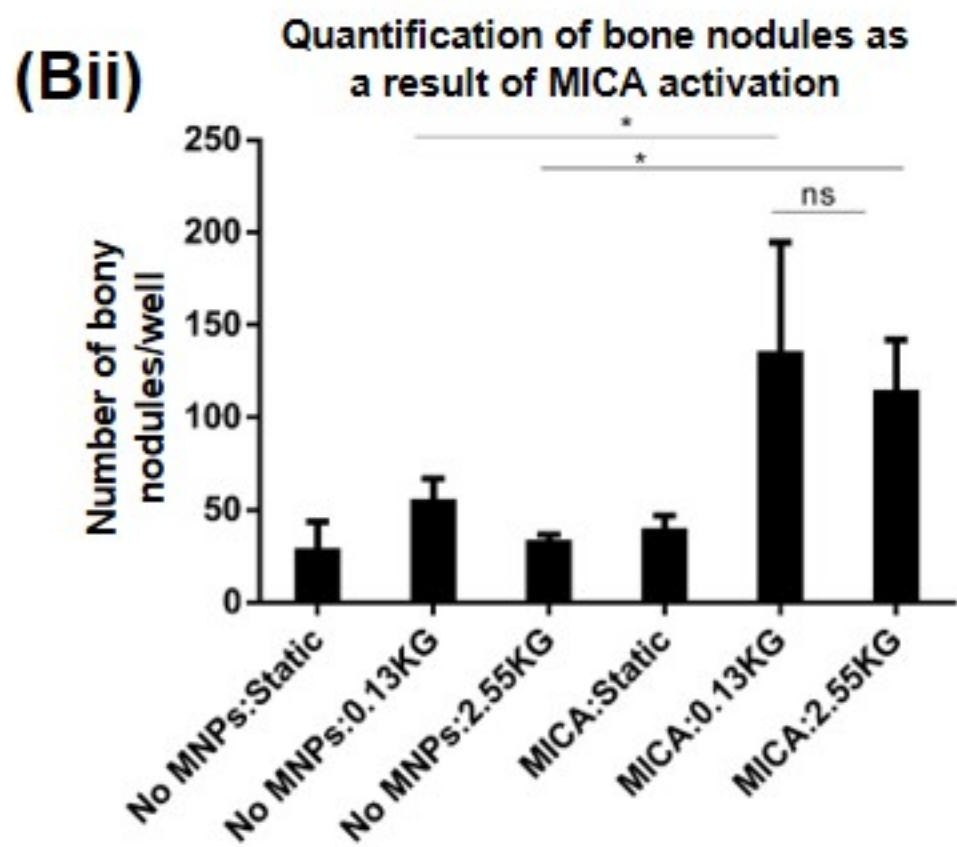 (Bii)
Quantification of bone nodules as
a result of MICA activation
Number of bony
nodules/well
250
200
150
100
50
0
*
*
ns
No MNPs:Static
No MNPs:0.13KG
No MNPs:2.55KG
MICA:Static
MICA:0.13KG
MICA:2.55KG